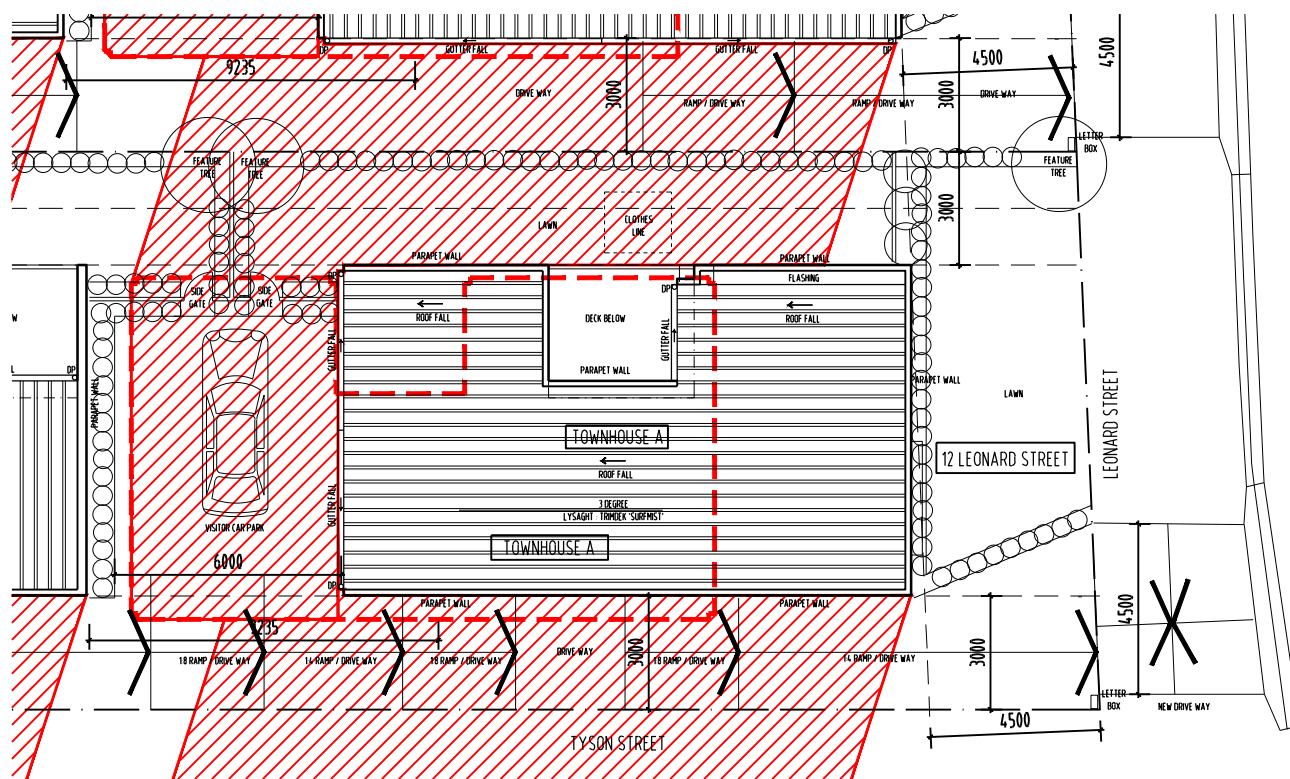 DP
GUTTER FALL
GUTTER FALL
DP
9235
4500
4500
DRIVE WAY
3000
RAMP / DRIVE WAY
RAMP / DRIVE WAY
3000
DRIVE WAY
LETTER
BOX
FEATURE
TREE
FEATURE
TREE
FEATURE
TREE
LAWN
CLOTHES
LINE
3000
PARAPET WALL
PARAPET WALL
DP
FLASHING
SIDE
GATE
SIDE
GATE
DP
ROOF FALL
DECK BELOW
ROOF FALL
W
GUTTER FALL
GUTTER FALL
L
DP
PARAPET WALL
PARAPET WALL
PARAPET WALL
LAWN
LEONARD STREET
TOWNHOUSE A
12 LEONARD STREET
ROOF FALL
GUTTER FALL
3 DEGREE
LYSAGHT - TRIMDEK 'SURFMIST'
VISITOR CAR PARK
TOWNHOUSE A
6000
DP
PARAPET WALL
PARAPET WALL
4500
9235
18 RAMP / DRIVE WAY
14 RAMP / DRIVE WAY
18 RAMP / DRIVE WAY
DRIVE WAY
3000
18 RAMP / DRIVE WAY
14 RAMP / DRIVE WAY
3000
LETTER
BOX
NEW DRIVE WAY
4500
TYSON STREET